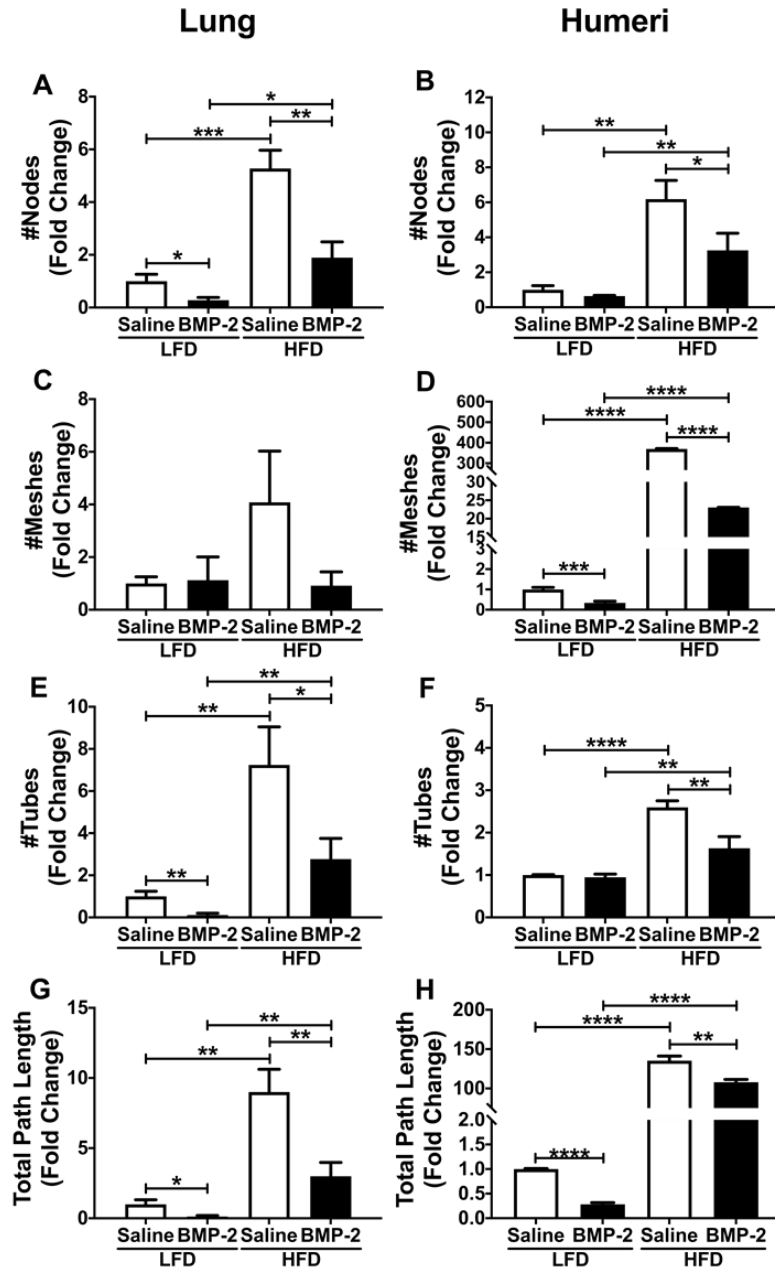 Lung
Humeri
A
#Nodes
(Fold Change)
8
6
4
2
0
*
***
**
*
Saline BMP-2 Saline BMP-2
LFD HFD
B
#Nodes
(Fold Change)
12
10
8
6
4
2
0
**
**
*
Saline BMP-2 Saline BMP-2
LFD HFD
C
#Meshes
(Fold Change)
8
6
4
2
0
Saline BMP-2 Saline BMP-2
LFD HFD
D
#Meshes
(Fold Change)
600
500
400
300
30
25
20
15
3
2
1
0
****
****
****
***
Saline BMP-2 Saline BMP-2
LFD HFD
E
#Tubes
(Fold Change)
10
8
6
4
2
0
**
*
**
**
Saline BMP-2 Saline BMP-2
LFD HFD
F
#Tubes
(Fold Change)
5
4
3
2
1
0
****
**
**
Saline BMP-2 Saline BMP-2
LFD HFD
G
Total Path Length
(Fold Change)
15
10
5
0
**
**
**
*
Saline BMP-2 Saline BMP-2
LFD HFD
H
Total Path Length
(Fold Change)
200
150
100
2.0
1.5
1.0
0.5
0.0
****
****
**
****
Saline BMP-2 Saline BMP-2
LFD HFD